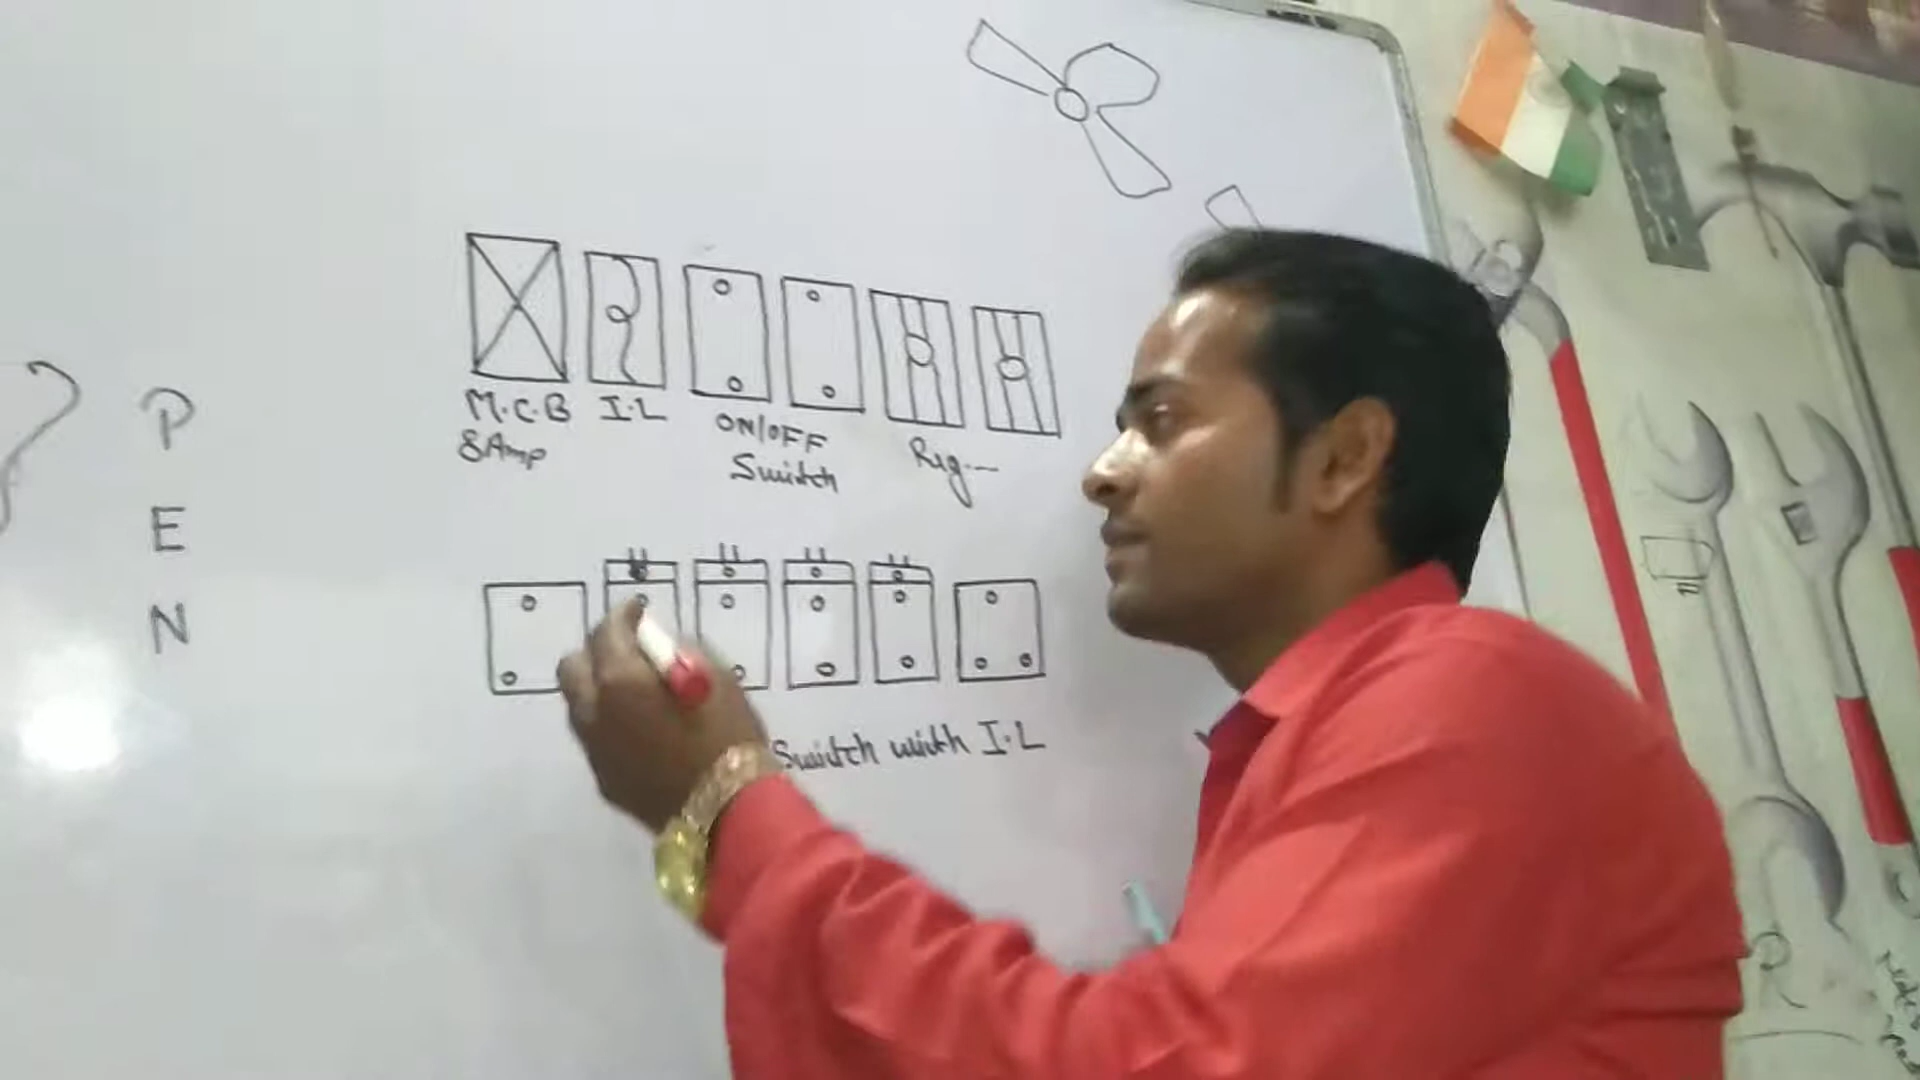 P
E
N
M.C.B I.L
8Amp
ON/OFF
Switch
Reg.--
Switch with I.L
R